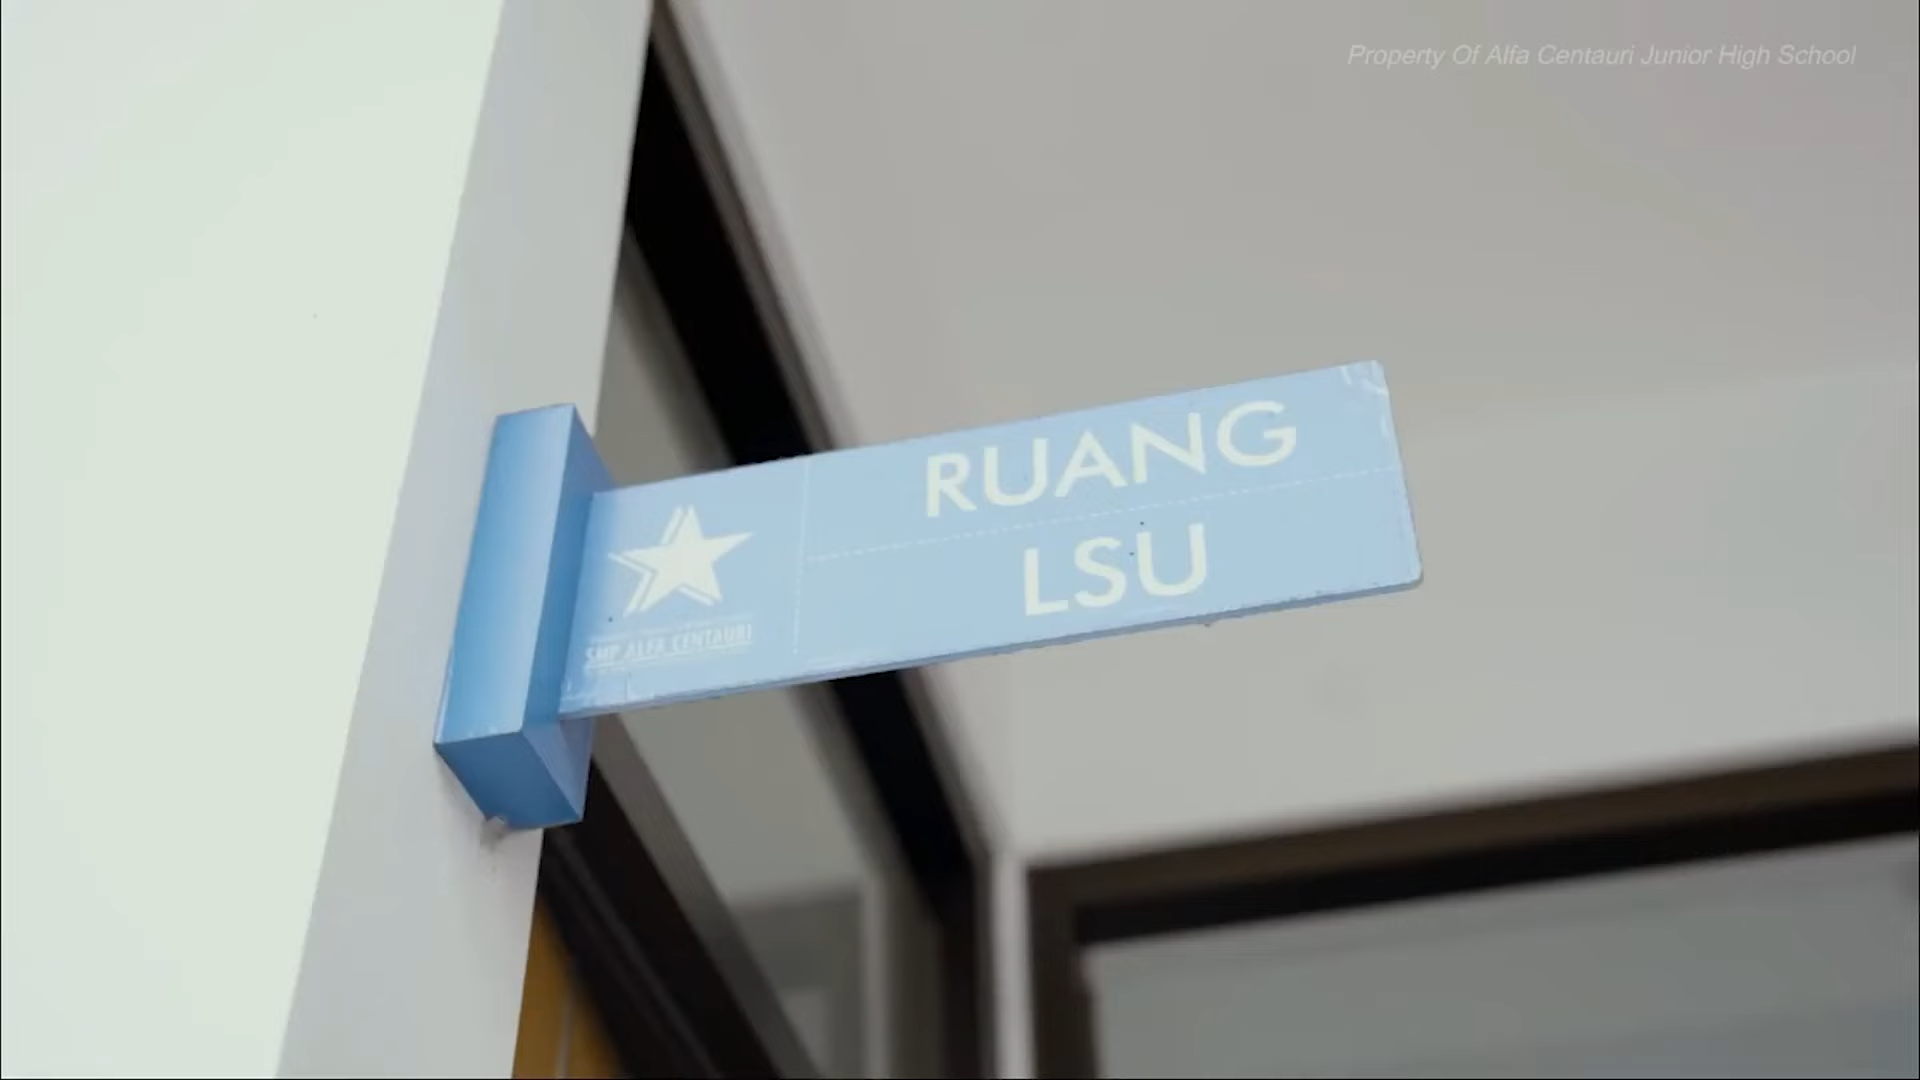 Property Of Alfa Centauri Junior High School
RUANG
LSU
SMP ALFA CENTAURI